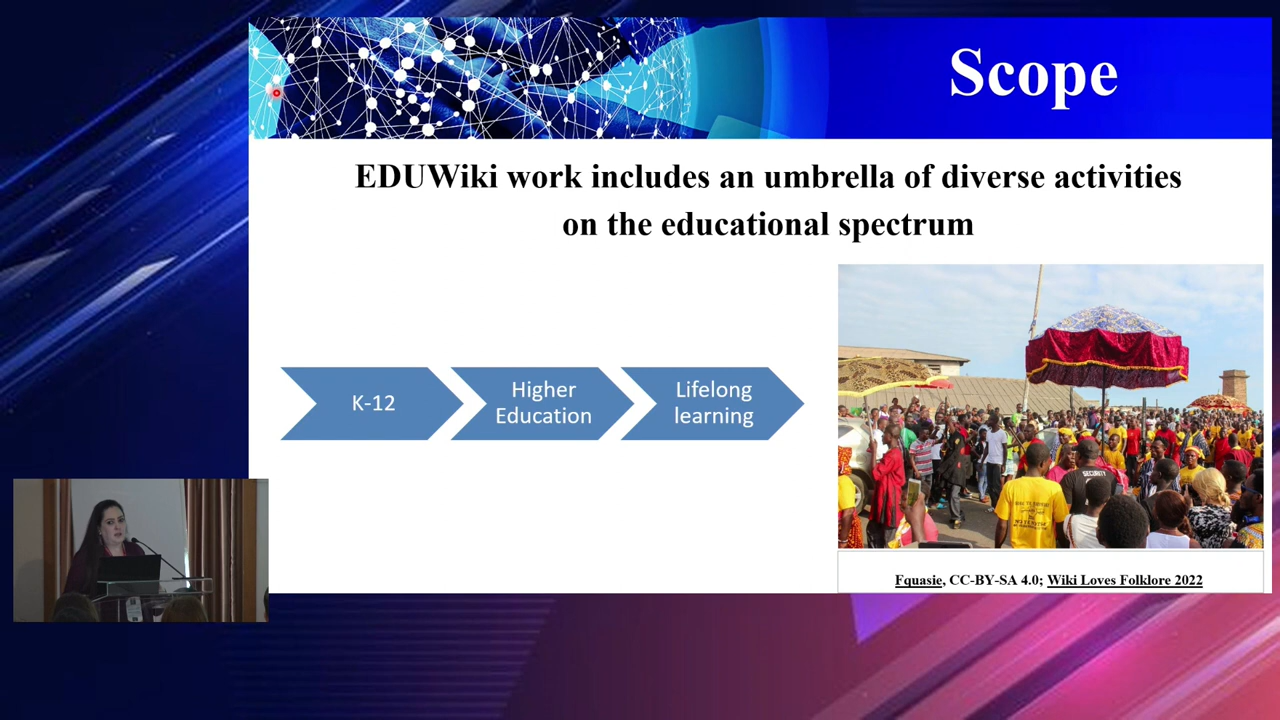 Scope
EDUWiki work includes an umbrella of diverse activities
on the educational spectrum
K-12
Higher
Education
Lifelong
learning
SECURITY
Fquasie, CC-BY-SA 4.0; Wiki Loves Folklore 2022